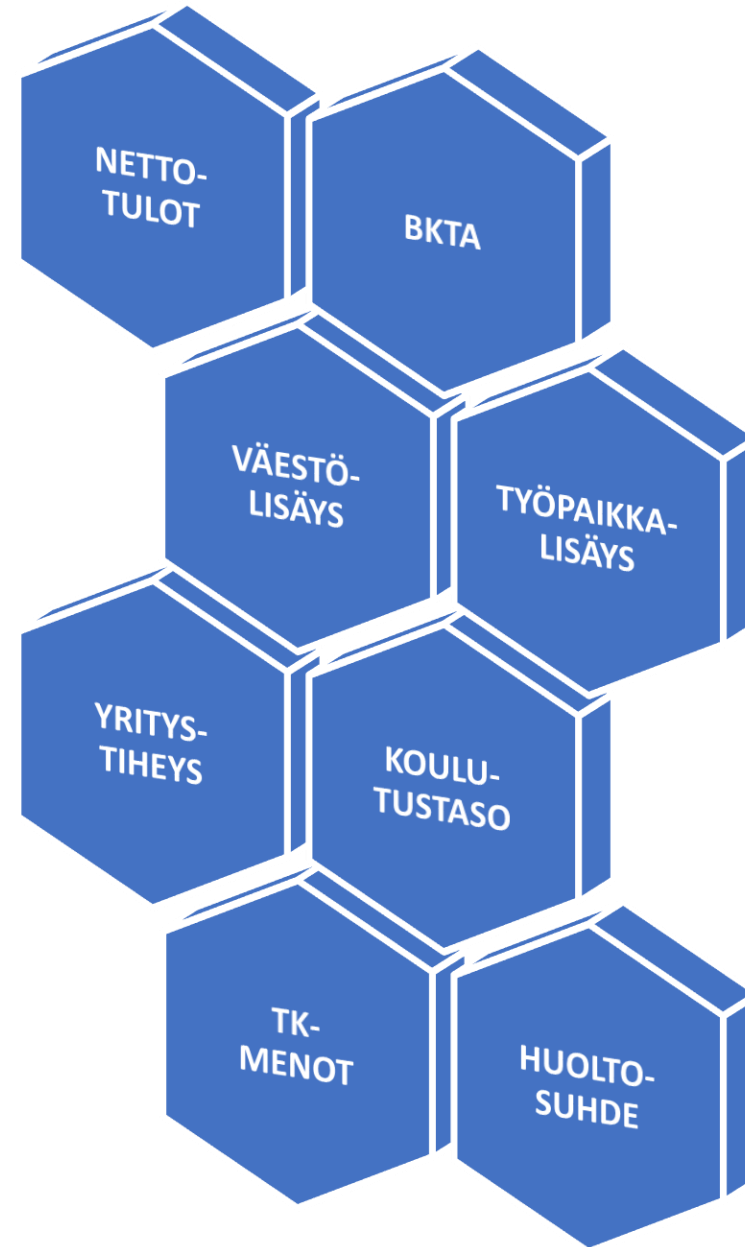 NETTO-
TULOT
BKTA
VÄESTÖ-
LISÄYS
TYÖPAIKKA-
LISÄYS
YRITYS-
TIHEYS
KOULU-
TUSTASO
TK-
MENOT
HUOLTO-
SUHDE